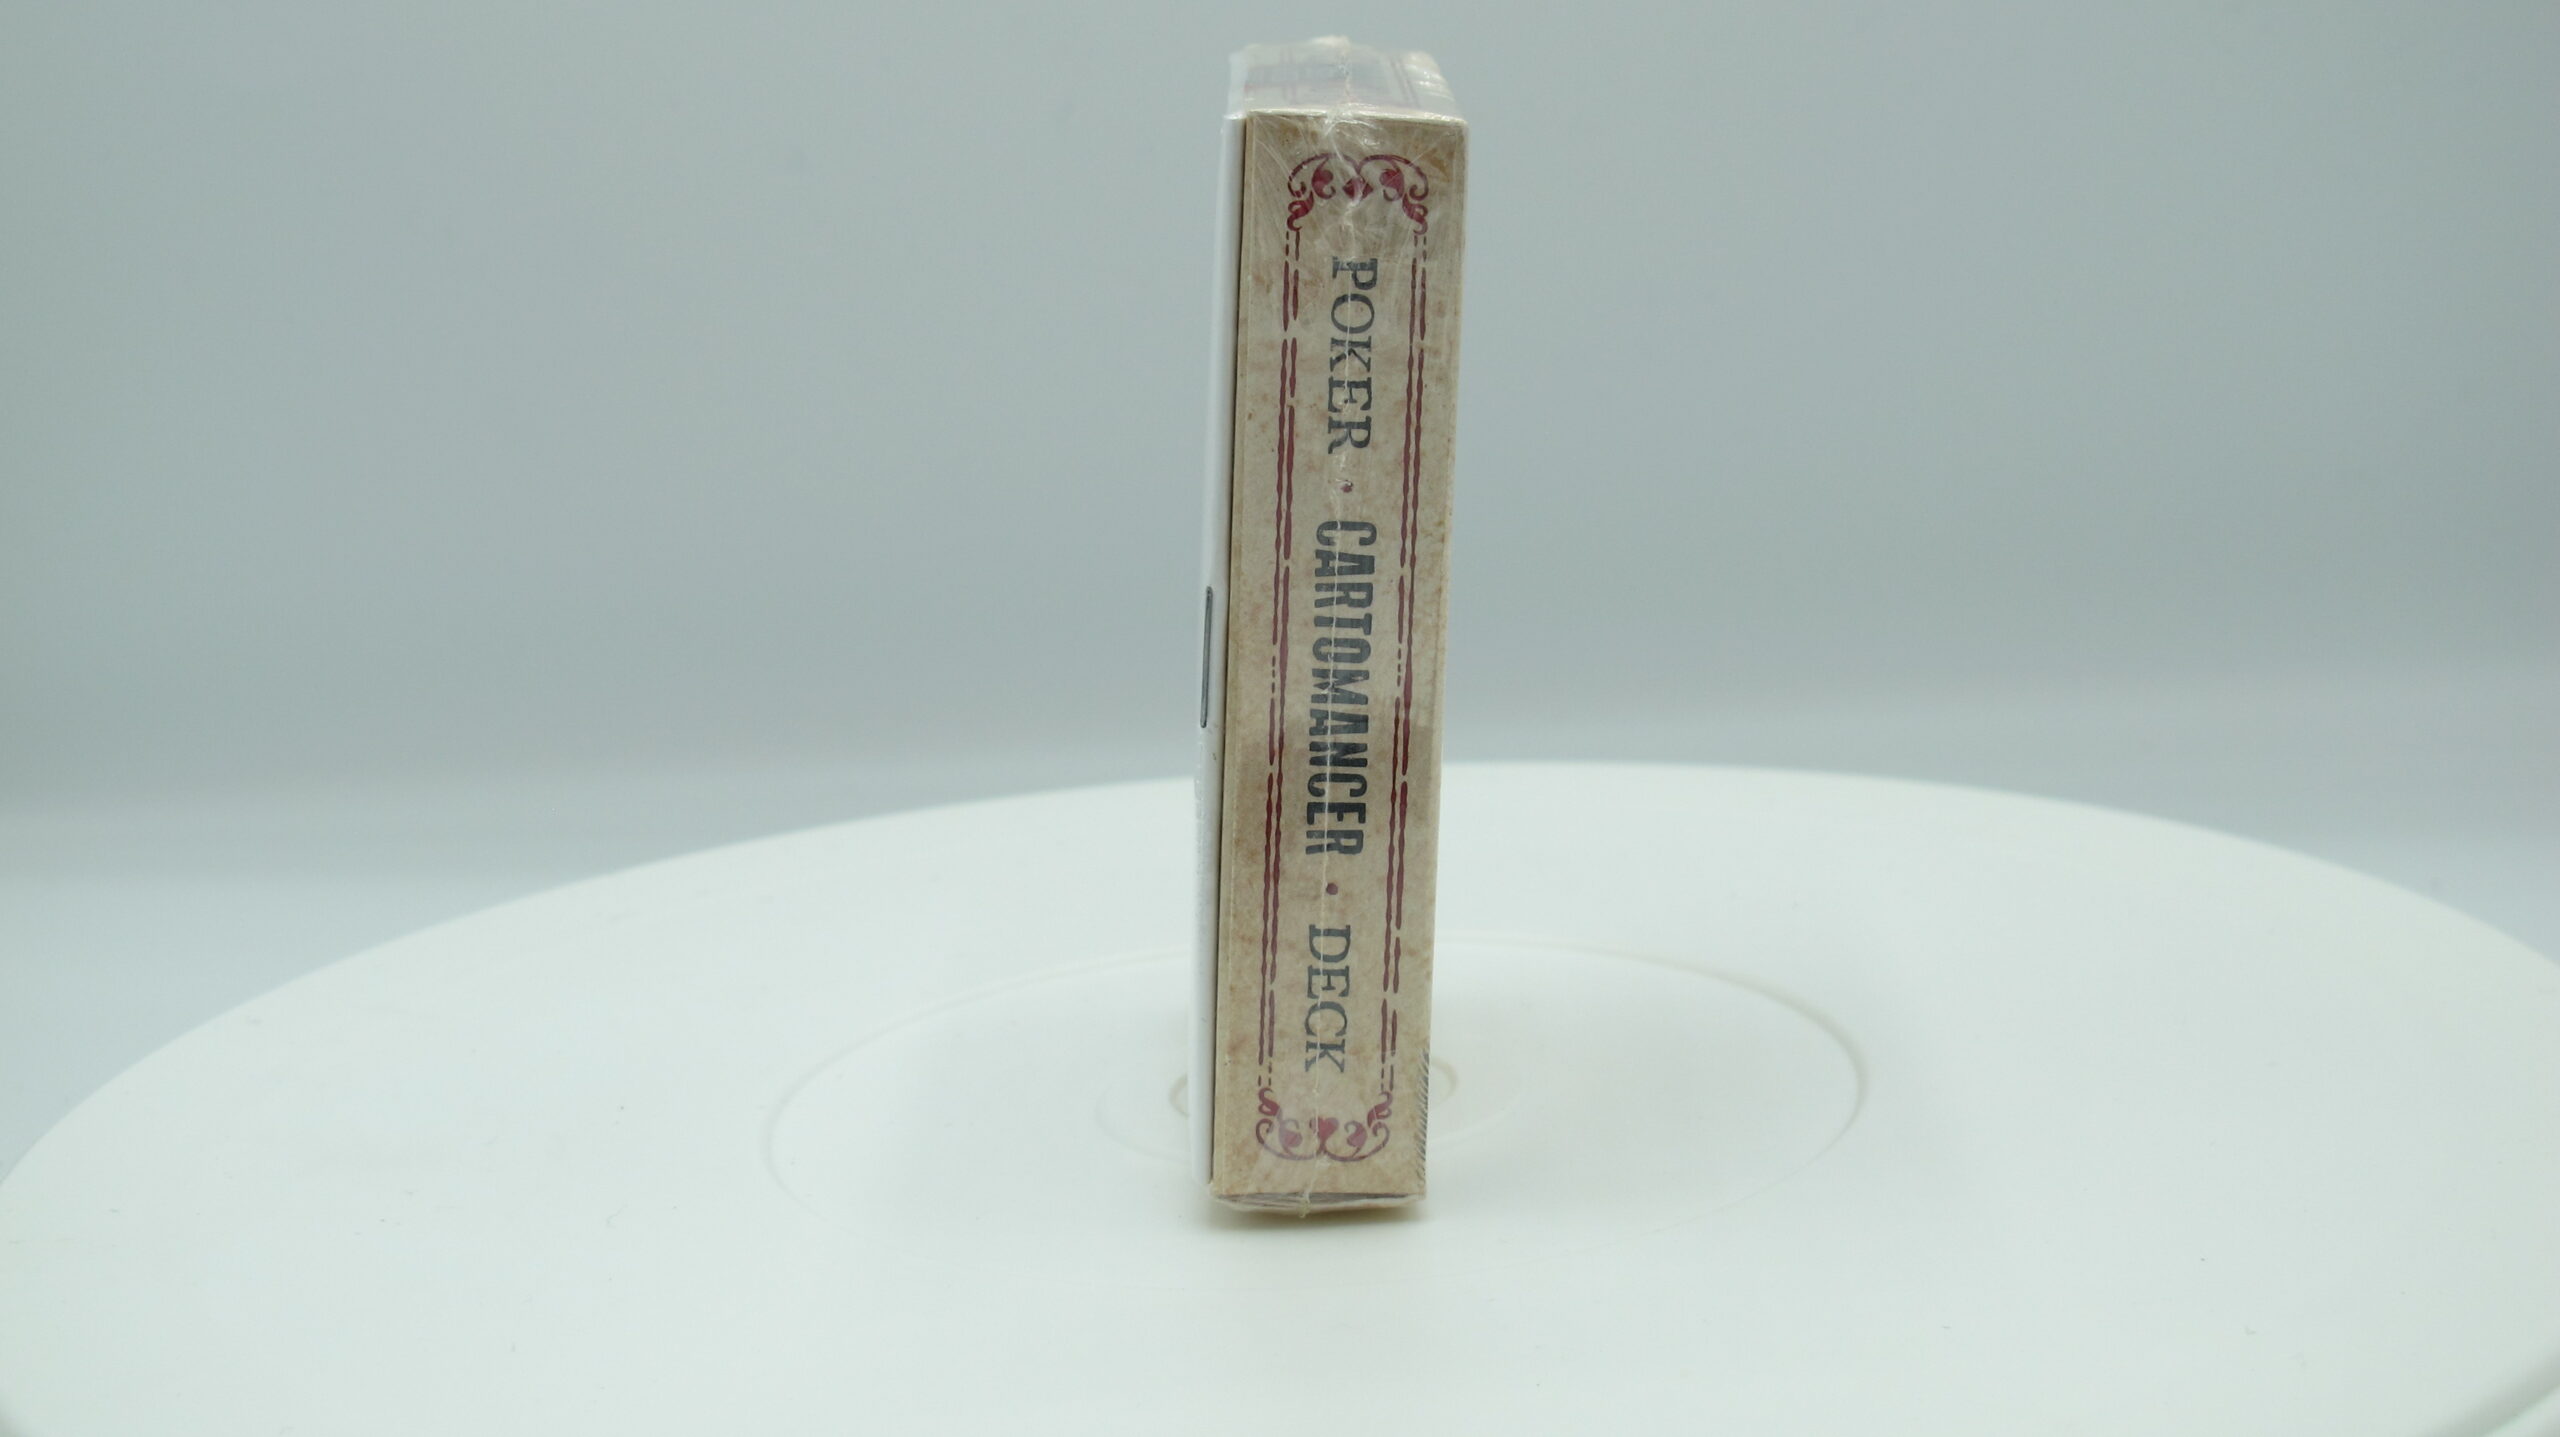 POKER · CARTOMANCER · DECK